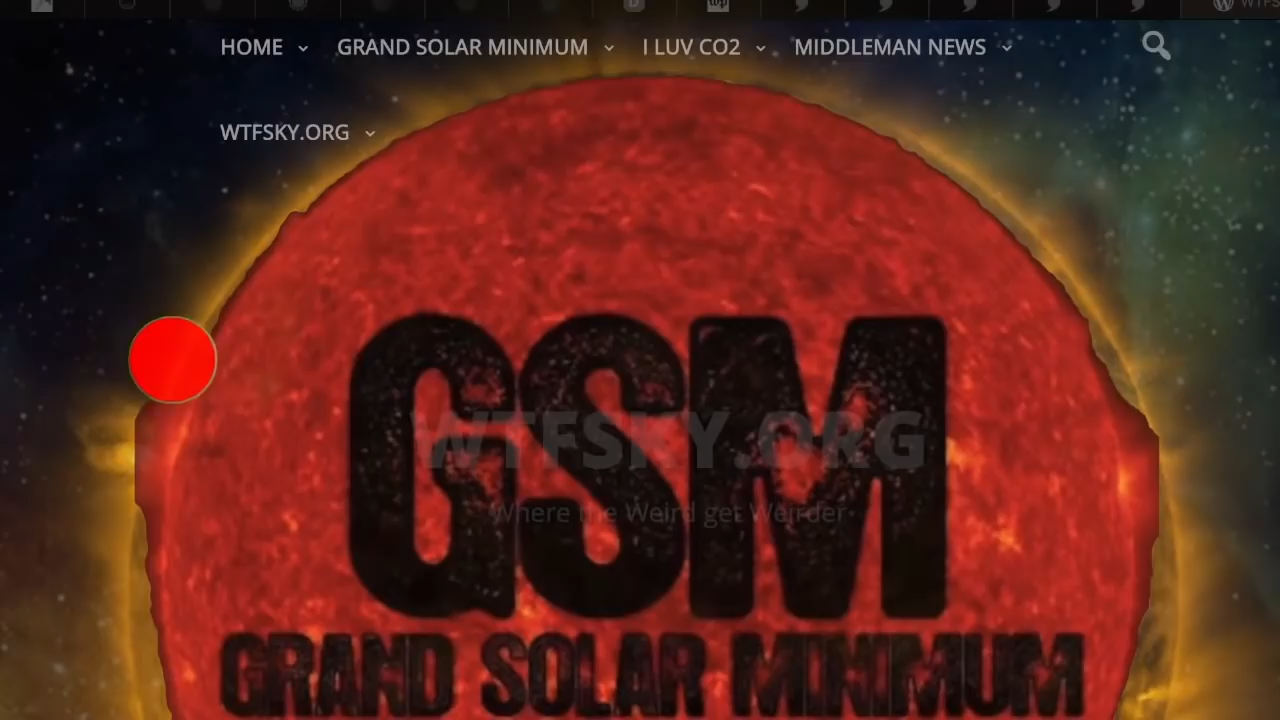 WTFS
HOME GRAND SOLAR MINIMUM I LUV CO2 MIDDLEMAN NEWS
WTFSKY.ORG
GSM
WTFSKY.ORG
Where the Weird get Weirder
GRAND SOLAR MINIMUM